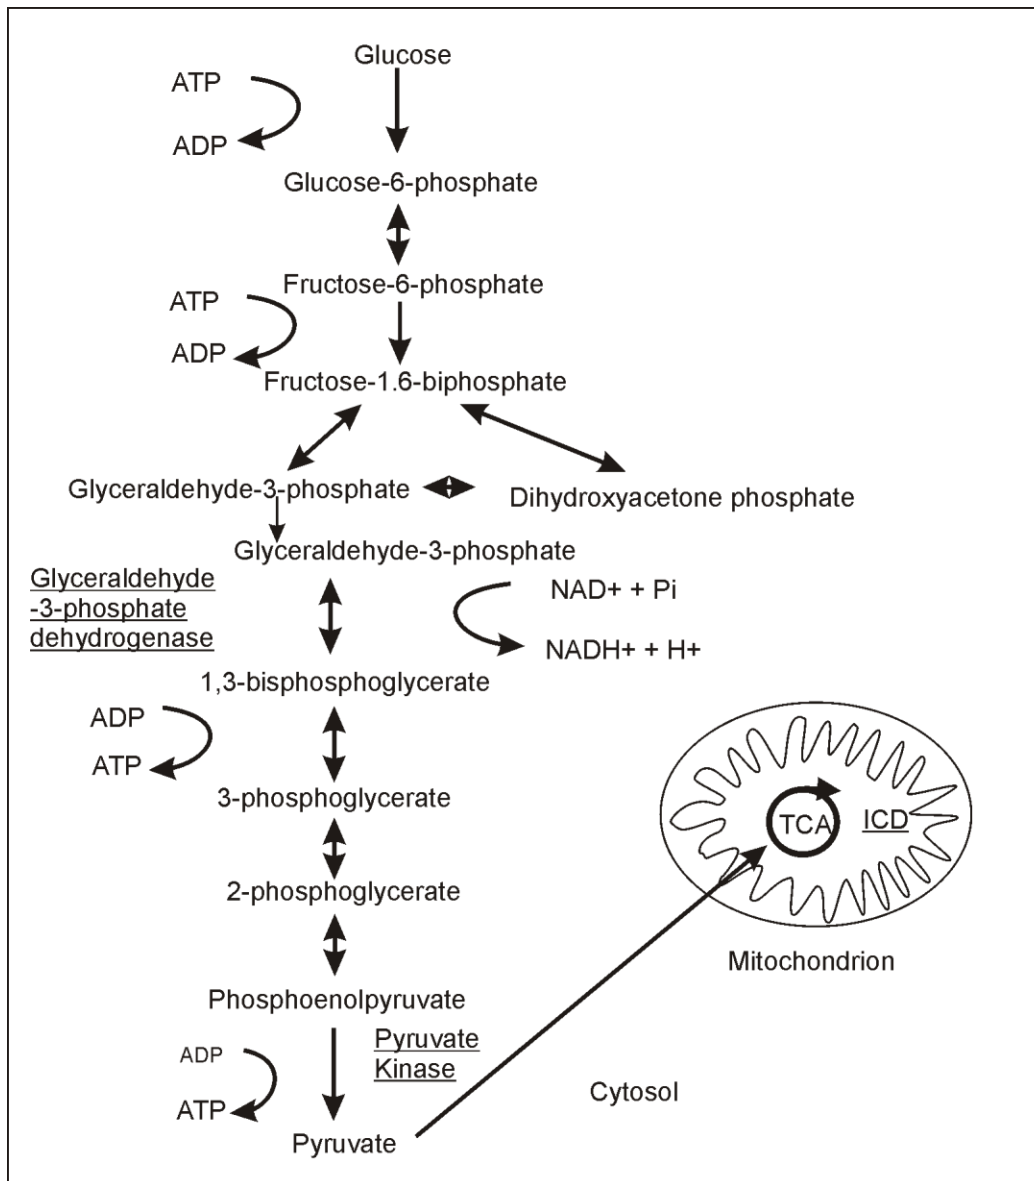 Glucose
ATP
ADP
Glucose-6-phosphate
Fructose-6-phosphate
ATP
ADP
Fructose-1.6-biphosphate
Glyceraldehyde-3-phosphate
Dihydroxyacetone phosphate
Glyceraldehyde-3-phosphate
Glyceraldehyde
-3-phosphate
dehydrogenase
NAD+ + Pi
NADH+ + H+
1,3-bisphosphoglycerate
ADP
ATP
3-phosphoglycerate
TCA
ICD
2-phosphoglycerate
Mitochondrion
Phosphoenolpyruvate
Pyruvate
Kinase
ADP
ATP
Cytosol
Pyruvate